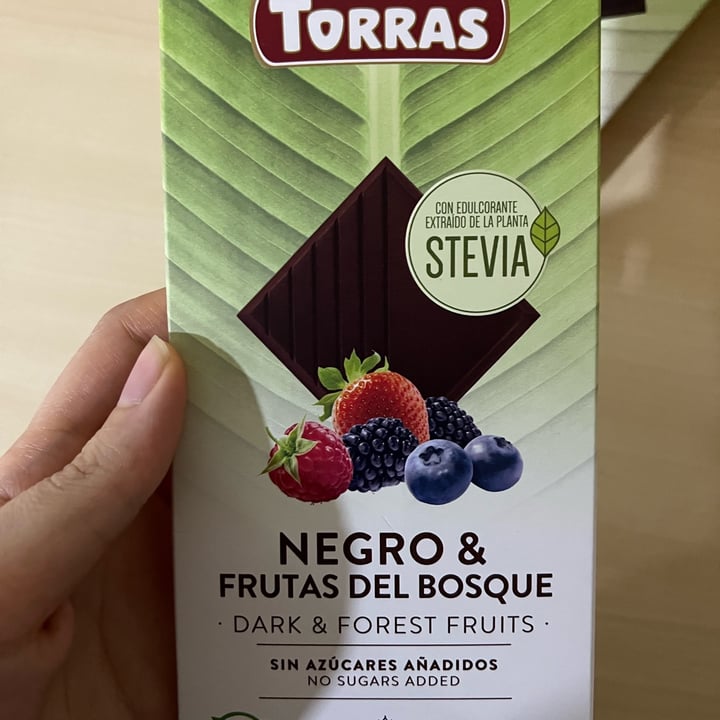 TORRAS
CON EDULCORANTE
EXTRAÍDO DE LA PLANTA
STEVIA
NEGRO &
FRUTAS DEL BOSQUE
· DARK & FOREST FRUITS ·
SIN AZÚCARES AÑADIDOS
NO SUGARS ADDED